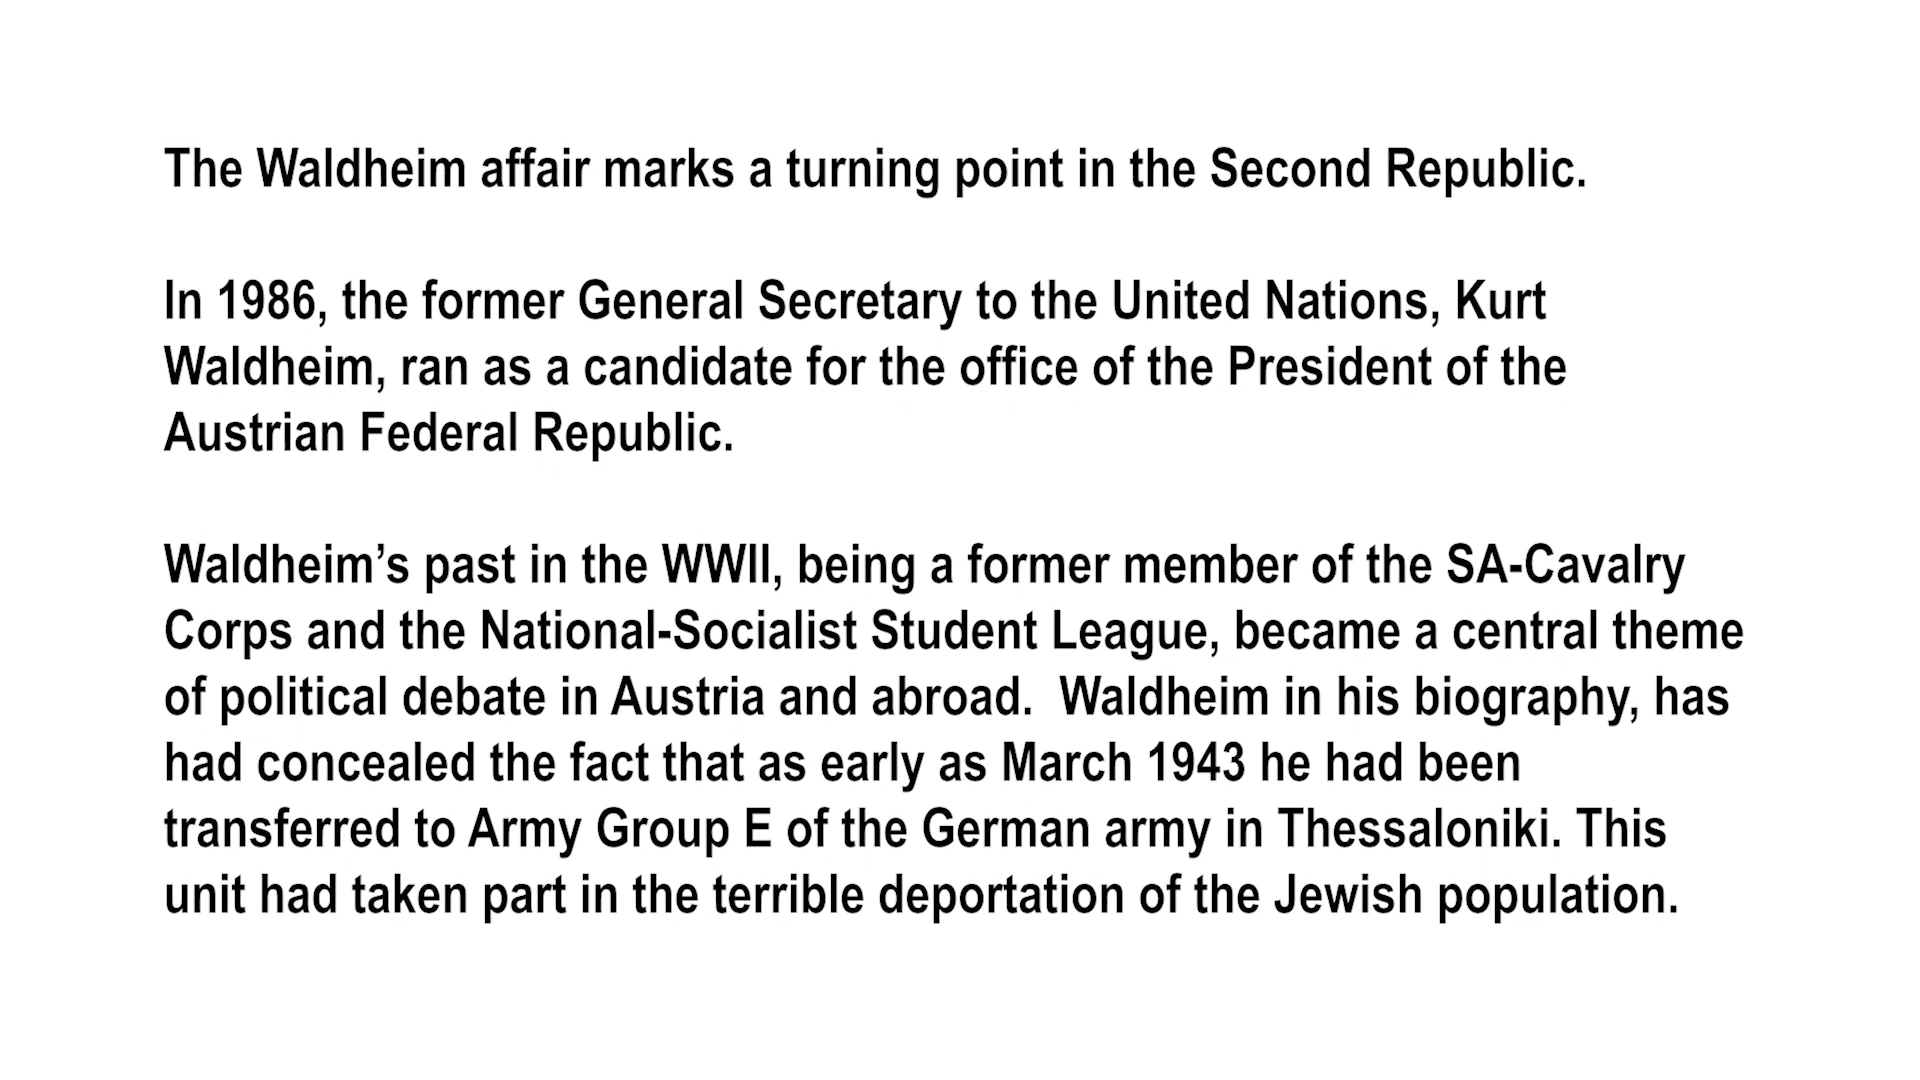 The Waldheim affair marks a turning point in the Second Republic.
In 1986, the former General Secretary to the United Nations, Kurt
Waldheim, ran as a candidate for the office of the President of the
Austrian Federal Republic.
Waldheim’s past in the WWII, being a former member of the SA-Cavalry
Corps and the National-Socialist Student League, became a central theme
of political debate in Austria and abroad.  Waldheim in his biography, has
had concealed the fact that as early as March 1943 he had been
transferred to Army Group E of the German army in Thessaloniki. This
unit had taken part in the terrible deportation of the Jewish population.